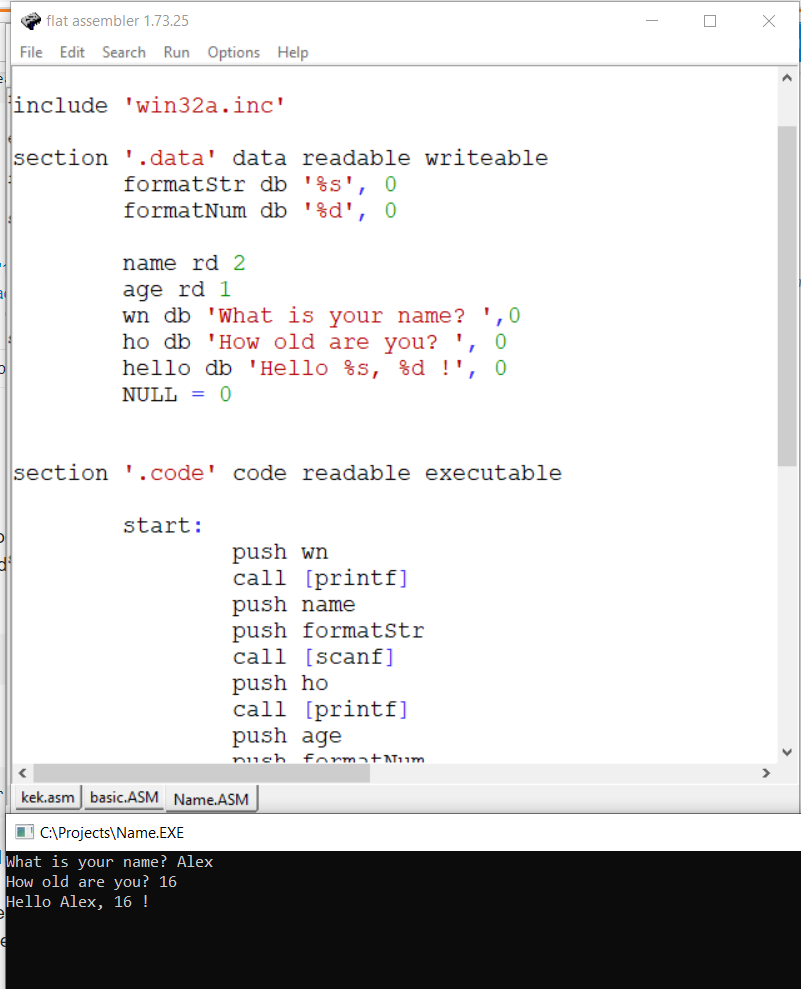 flat assembler 1.73.25
File Edit Search Run Options Help
include 'win32a.inc'
section '.data' data readable writeable
formatStr db '%s', 0
formatNum db '%d', 0
name rd 2
age rd 1
wn db 'What is your name? ',0
ho db 'How old are you? ', 0
hello db 'Hello %s, %d !', 0
NULL = 0
section '.code' code readable executable
start:
push wn
call [printf]
push name
push formatStr
call [scanf]
push ho
call [printf]
push age
push formatNum
kek.asm basic.ASM Name.ASM
C:\Projects\Name.EXE
What is your name? Alex
How old are you? 16
Hello Alex, 16 !